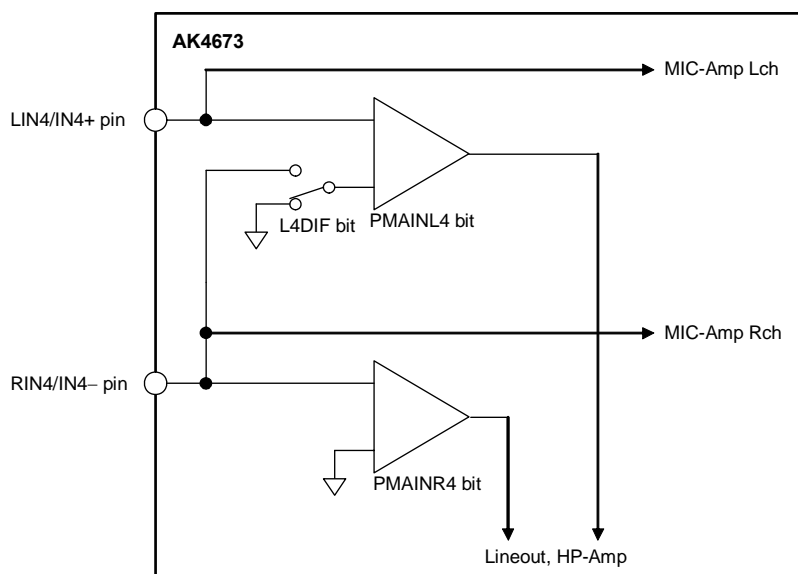 AK4673
MIC-Amp Lch
LIN4/IN4+ pin
L4DIF bit
PMAINL4 bit
MIC-Amp Rch
RIN4/IN4− pin
PMAINR4 bit
Lineout, HP-Amp